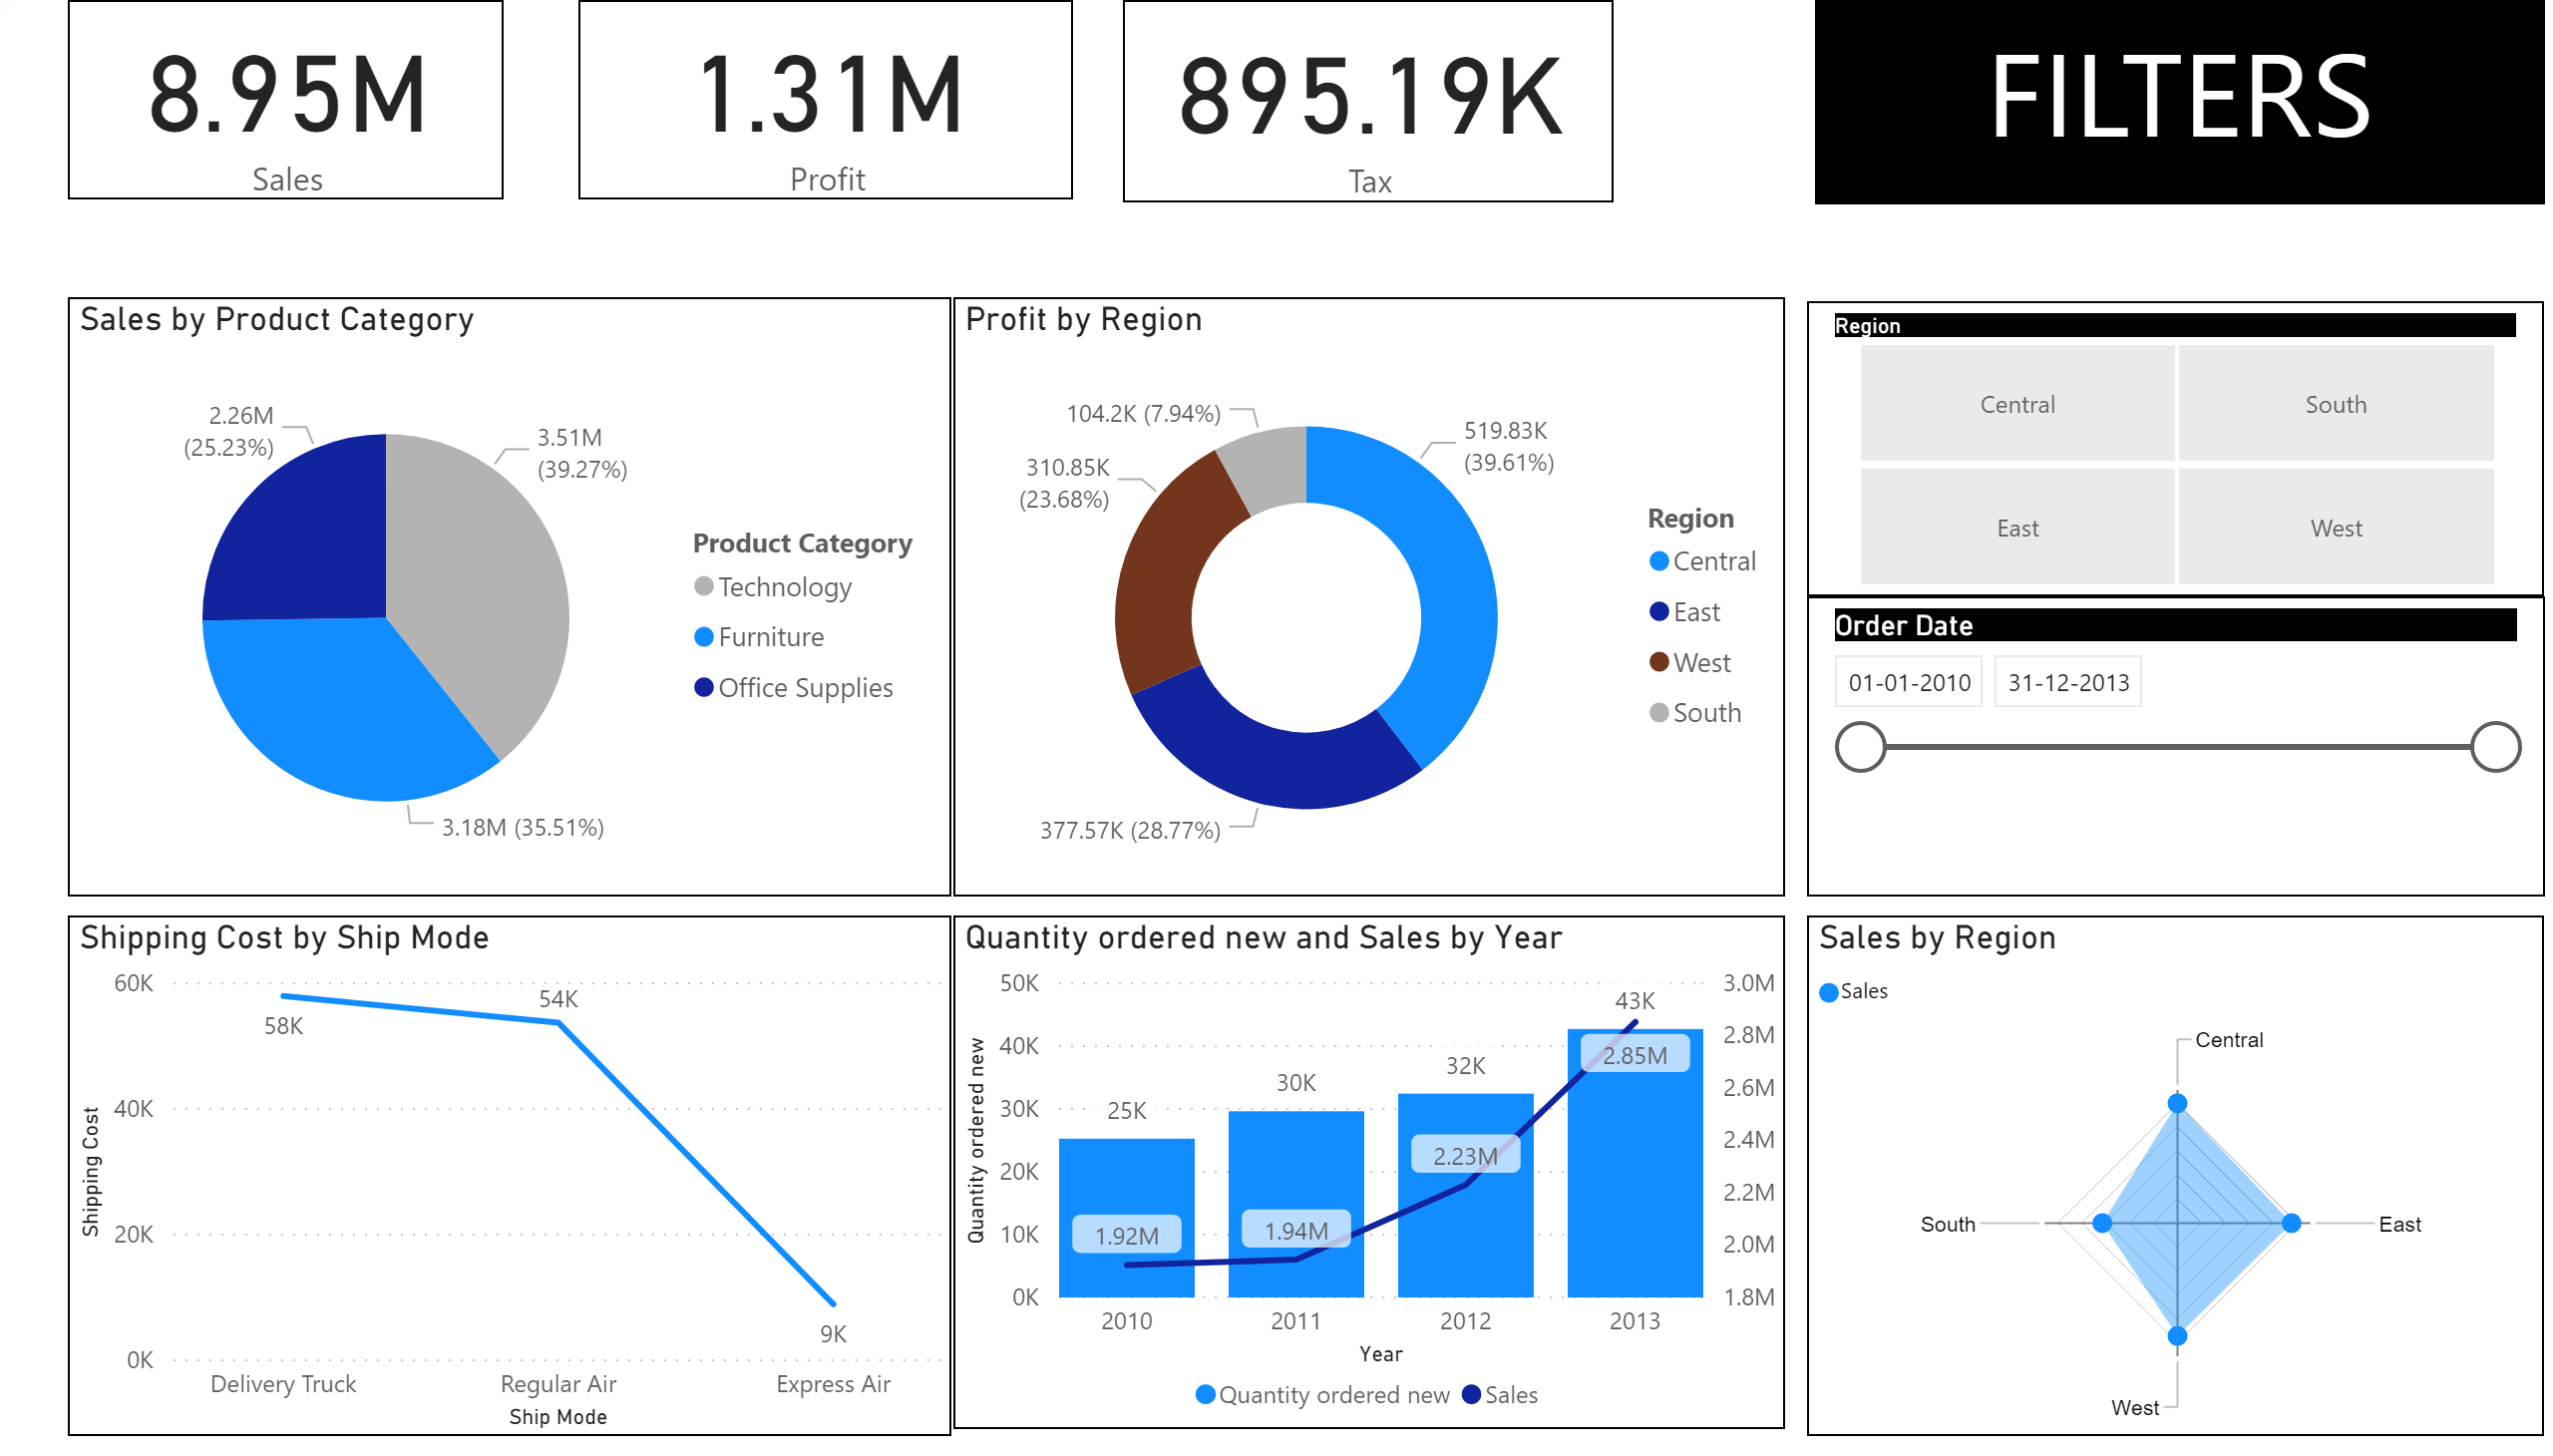 8.95M
Sales
1.31M
Profit
895.19K
Tax
FILTERS
Sales by Product Category
2.26M
(25.23%)
3.51M
(39.27%)
3.18M (35.51%)
Product Category
Technology
Furniture
Office Supplies
Profit by Region
104.2K (7.94%)
519.83K
(39.61%)
310.85K
(23.68%)
377.57K (28.77%)
Region
Central
East
West
South
Region
Central
South
East
West
Order Date
01-01-2010
31-12-2013
Shipping Cost by Ship Mode
Shipping Cost
60K
40K
20K
0K
58K
54K
9K
Delivery Truck
Regular Air
Express Air
Ship Mode
Quantity ordered new and Sales by Year
Quantity ordered new
50K
40K
30K
20K
10K
0K
25K
30K
32K
43K
1.92M
1.94M
2.23M
2.85M
3.0M
2.8M
2.6M
2.4M
2.2M
2.0M
1.8M
2010
2011
2012
2013
Year
Quantity ordered new
Sales
Sales by Region
Sales
Central
South
East
West